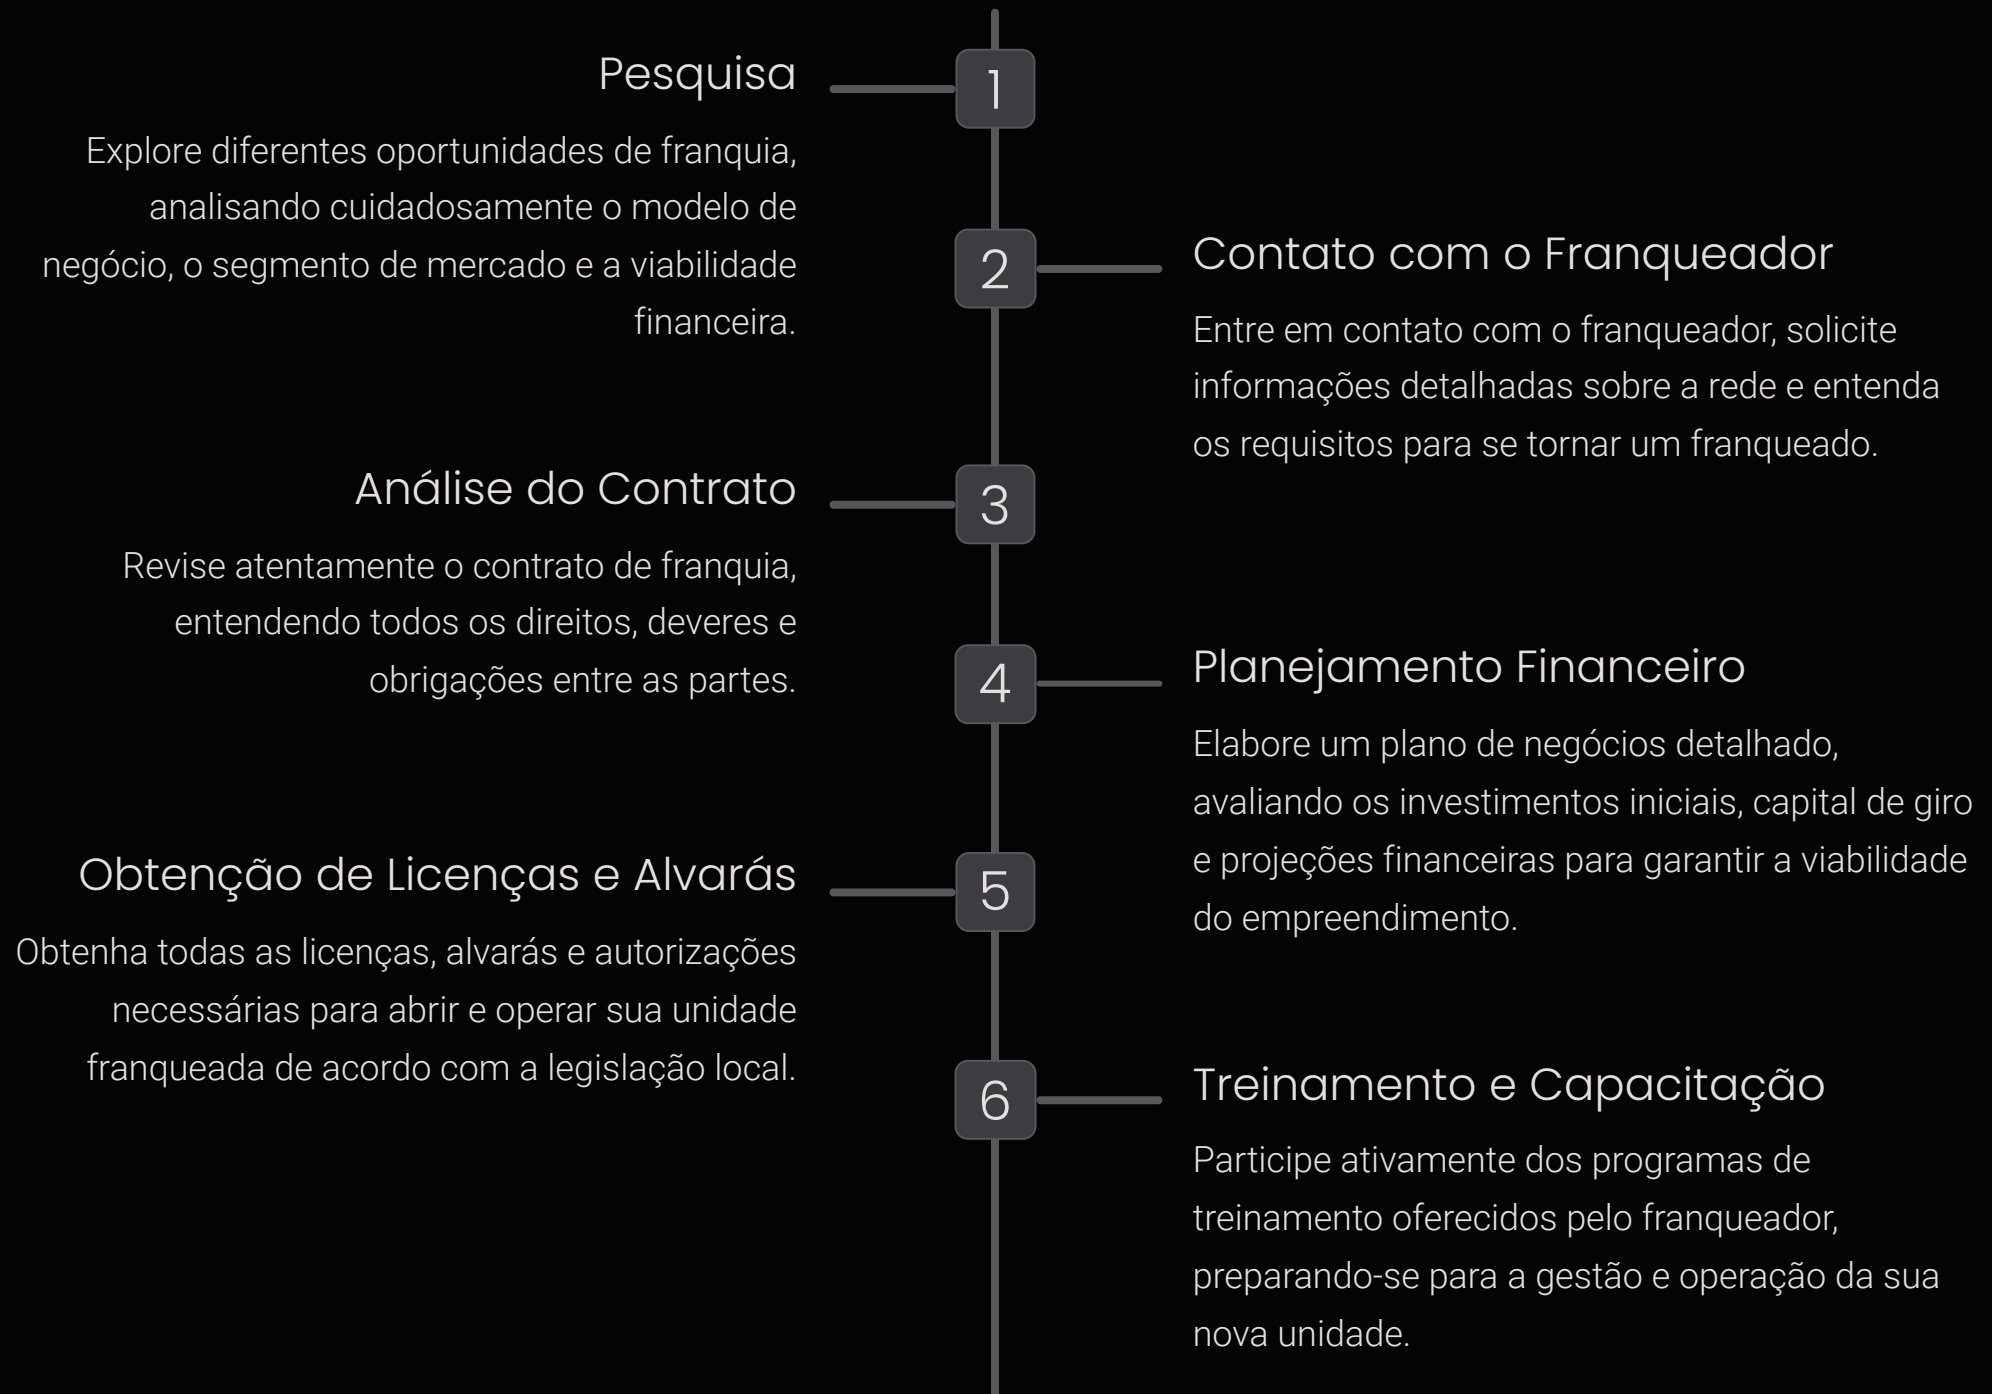 1
Pesquisa
Explore diferentes oportunidades de franquia,
analisando cuidadosamente o modelo de
negócio, o segmento de mercado e a viabilidade
financeira.
2
Contato com o Franqueador
Entre em contato com o franqueador, solicite
informações detalhadas sobre a rede e entenda
os requisitos para se tornar um franqueado.
3
Análise do Contrato
Revise atentamente o contrato de franquia,
entendendo todos os direitos, deveres e
obrigações entre as partes.
4
Planejamento Financeiro
Elabore um plano de negócios detalhado,
avaliando os investimentos iniciais, capital de giro
e projeções financeiras para garantir a viabilidade
do empreendimento.
5
Obtenção de Licenças e Alvarás
Obtenha todas as licenças, alvarás e autorizações
necessárias para abrir e operar sua unidade
franqueada de acordo com a legislação local.
6
Treinamento e Capacitação
Participe ativamente dos programas de
treinamento oferecidos pelo franqueador,
preparando-se para a gestão e operação da sua
nova unidade.